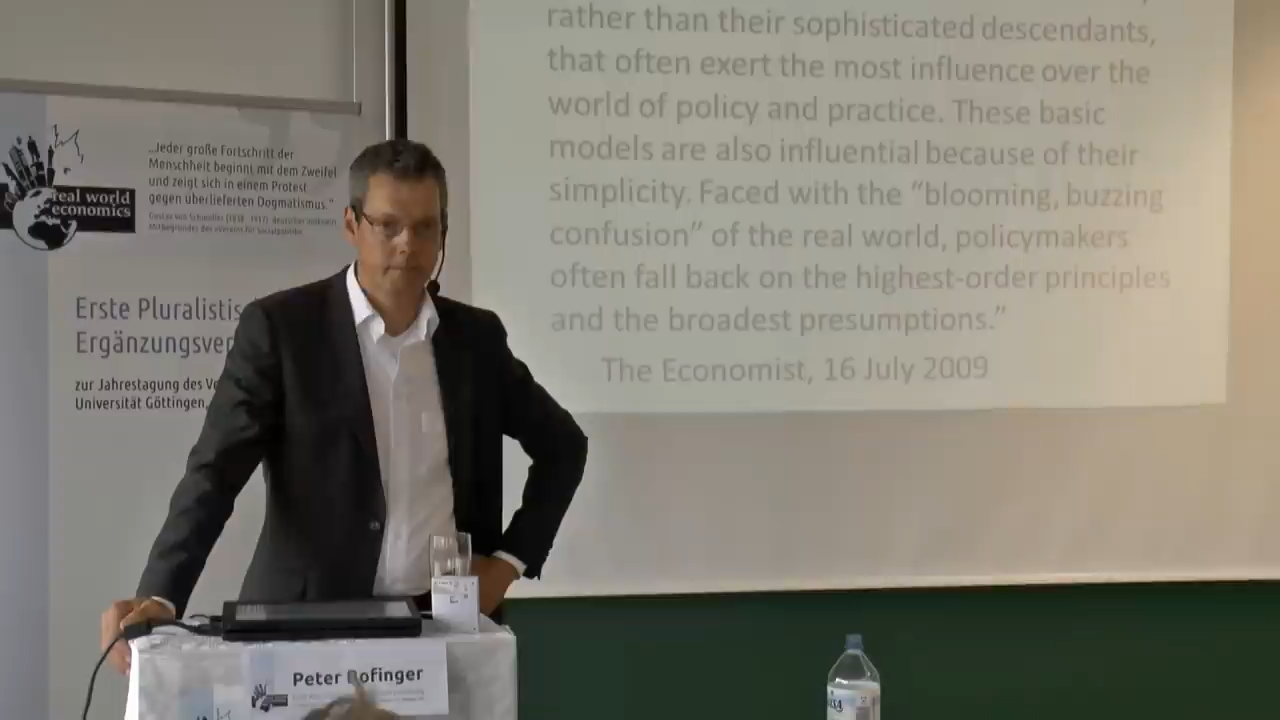 rather than their sophisticated descendants,
that often exert the most influence over the
world of policy and practice. These basic
models are also influential because of their
simplicity. Faced with the “blooming, buzzing
confusion” of the real world, policymakers
often fall back on the highest-order principles
and the broadest presumptions.”
The Economist, 16 July 2009
„Jeder große Fortschritt der
Menschheit beginnt mit dem Zweifel
und zeigt sich in einem Protest
gegen überlieferten Dogmatismus."
real world
economics
Erste Pluralistis
Ergänzungsver
zur Jahrestagung des Ve
Universität Göttingen,
Peter Bofinger